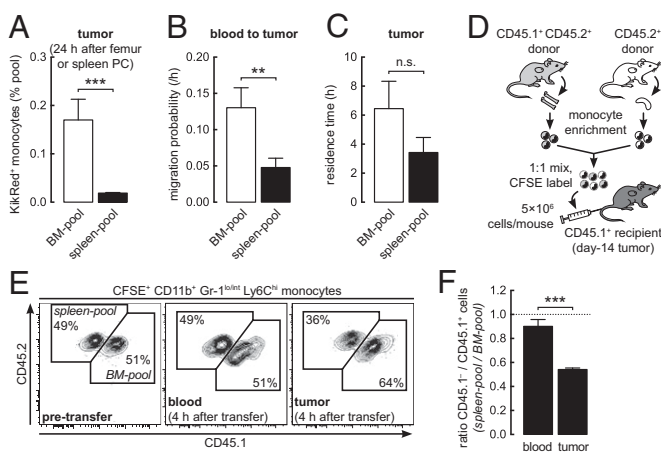 A
tumor
(24 h after femur
or spleen PC)
***
KikRed⁺ monocytes (% pool)
0.3
0.2
0.1
0.0
BM-pool
spleen-pool
B
blood to tumor
**
migration probability (/h)
0.20
0.15
0.10
0.05
0.00
BM-pool
spleen-pool
C
tumor
n.s.
residence time (h)
10
8
6
4
2
0
BM-pool
spleen-pool
D
CD45.1⁺ CD45.2⁺
donor
CD45.2⁺
donor
monocyte
enrichment
1:1 mix,
CFSE label
5×10⁶
cells/mouse
CD45.1⁺ recipient
(day-14 tumor)
E
CFSE⁺ CD11b⁺ Gr-1ˡᵒ/ⁱⁿᵗ Ly6Cʰⁱ monocytes
CD45.2
spleen-pool
49%
51%
BM-pool
pre-transfer
49%
51%
blood
(4 h after transfer)
36%
64%
tumor
(4 h after transfer)
CD45.1
F
***
ratio CD45.1⁻ / CD45.1⁺ cells
(spleen-pool / BM-pool)
1.2
1.0
0.8
0.6
0.4
0.2
0.0
blood
tumor